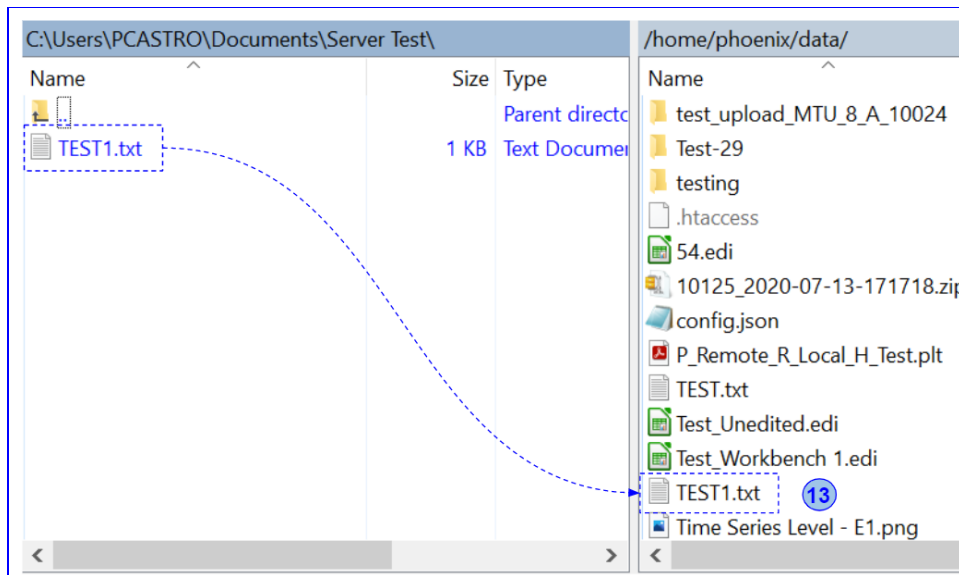 C:\Users\PCASTRO\Documents\Server Test\
Name Size Type
.. Parent directo
TEST1.txt 1 KB Text Documen
/home/phoenix/data/
Name
test_upload_MTU_8_A_10024
Test-29
testing
.htaccess
54.edi
10125_2020-07-13-171718.zip
config.json
P_Remote_R_Local_H_Test.plt
TEST.txt
Test_Unedited.edi
Test_Workbench 1.edi
TEST1.txt 13
Time Series Level - E1.png